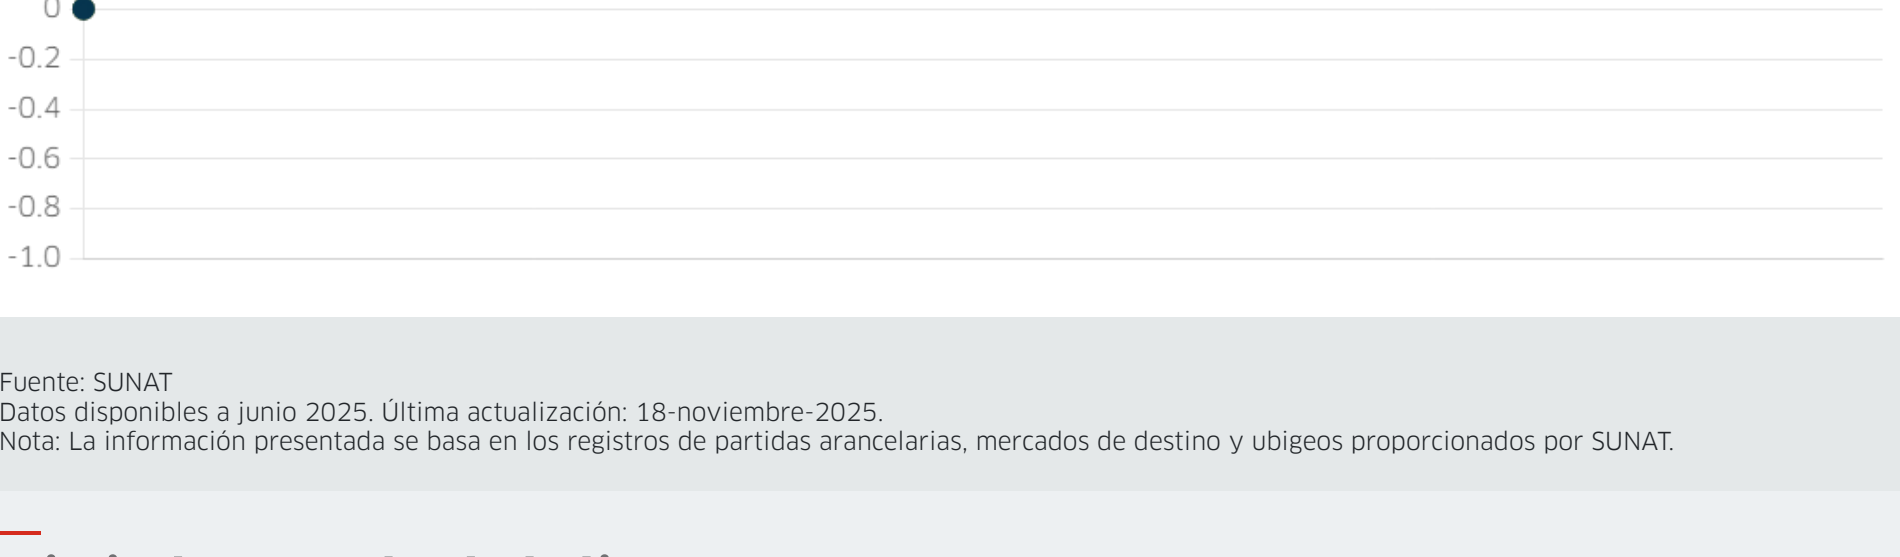 0
-0.2
-0.4
-0.6
-0.8
-1.0
Fuente: SUNAT
Datos disponibles a junio 2025. Última actualización: 18-noviembre-2025.
Nota: La información presentada se basa en los registros de partidas arancelarias, mercados de destino y ubigeos proporcionados por SUNAT.